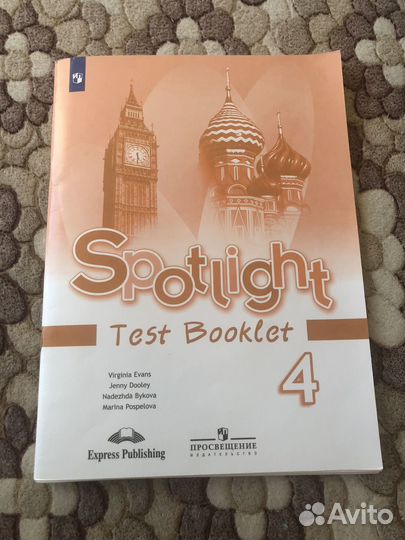 Spotlight
Test Booklet
4
Virginia Evans
Jenny Dooley
Nadezhda Bykova
Marina Pospelova
Express Publishing
ПРОСВЕЩЕНИЕ
ИЗДАТЕЛЬСТВО
Avito